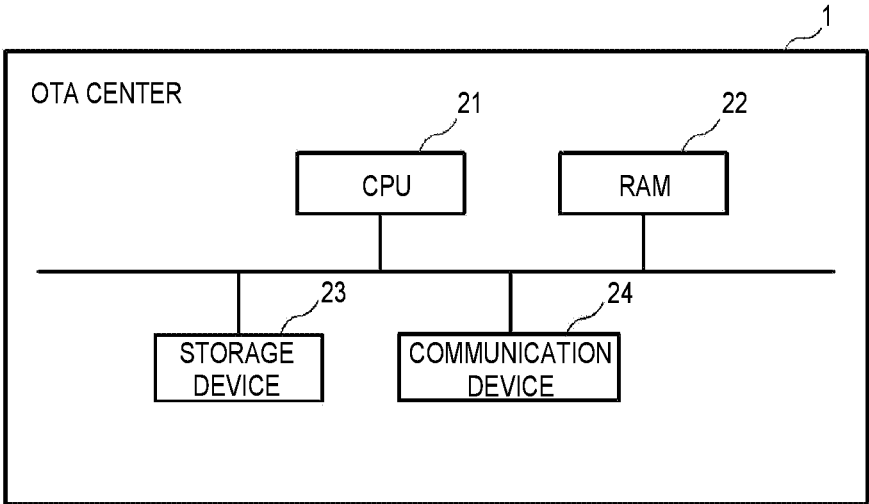 1
OTA CENTER
21
22
CPU
RAM
23
24
STORAGE
DEVICE
COMMUNICATION
DEVICE